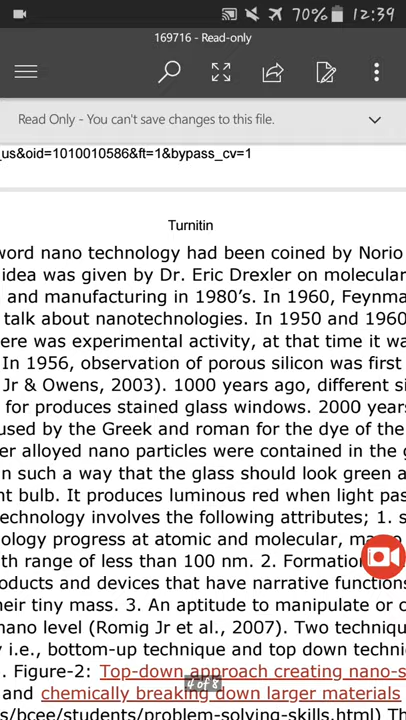 70% 12:39
169716 - Read-only
Read Only - You can't save changes to this file.
_us&oid=1010010586&ft=1&bypass_cv=1
Turnitin
word nano technology had been coined by Norio
idea was given by Dr. Eric Drexler on molecular
, and manufacturing in 1980's. In 1960, Feynma
talk about nanotechnologies. In 1950 and 1960
ere was experimental activity, at that time it wa
In 1956, observation of porous silicon was first
Jr & Owens, 2003). 1000 years ago, different si
for produces stained glass windows. 2000 years
used by the Greek and roman for the dye of the
er alloyed nano particles were contained in the g
n such a way that the glass should look green a
nt bulb. It produces luminous red when light pas
technology involves the following attributes; 1. s
ology progress at atomic and molecular,
th range of less than 100 nm. 2. Formation
oducts and devices that have narrative functions
heir tiny mass. 3. An aptitude to manipulate or c
nano level (Romig Jr et al., 2007). Two techniqu
y i.e., bottom-up technique and top down techni
. Figure-2: Top-down approach creating nano-s
and chemically breaking down larger materials
s/bcee/students/problem-solving-skills.html) Th
4 of 8